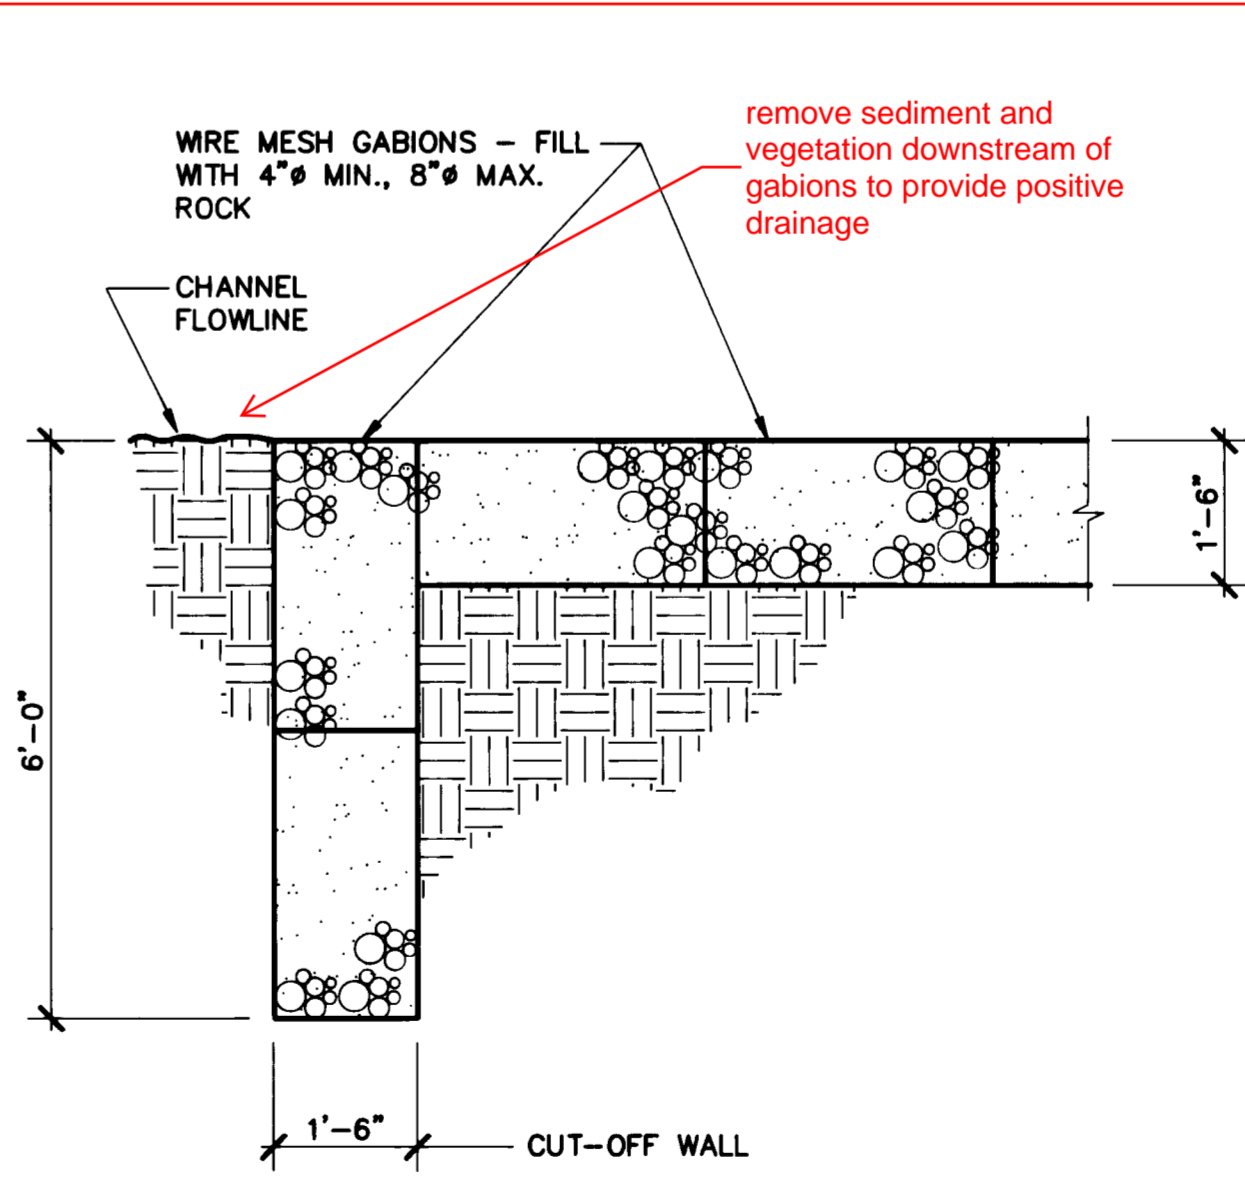 WIRE MESH GABIONS – FILL
WITH 4"ø MIN., 8"ø MAX.
ROCK
remove sediment and
vegetation downstream of
gabions to provide positive
drainage
CHANNEL
FLOWLINE
1'-6"
6'-0"
1'-6"
CUT-OFF WALL